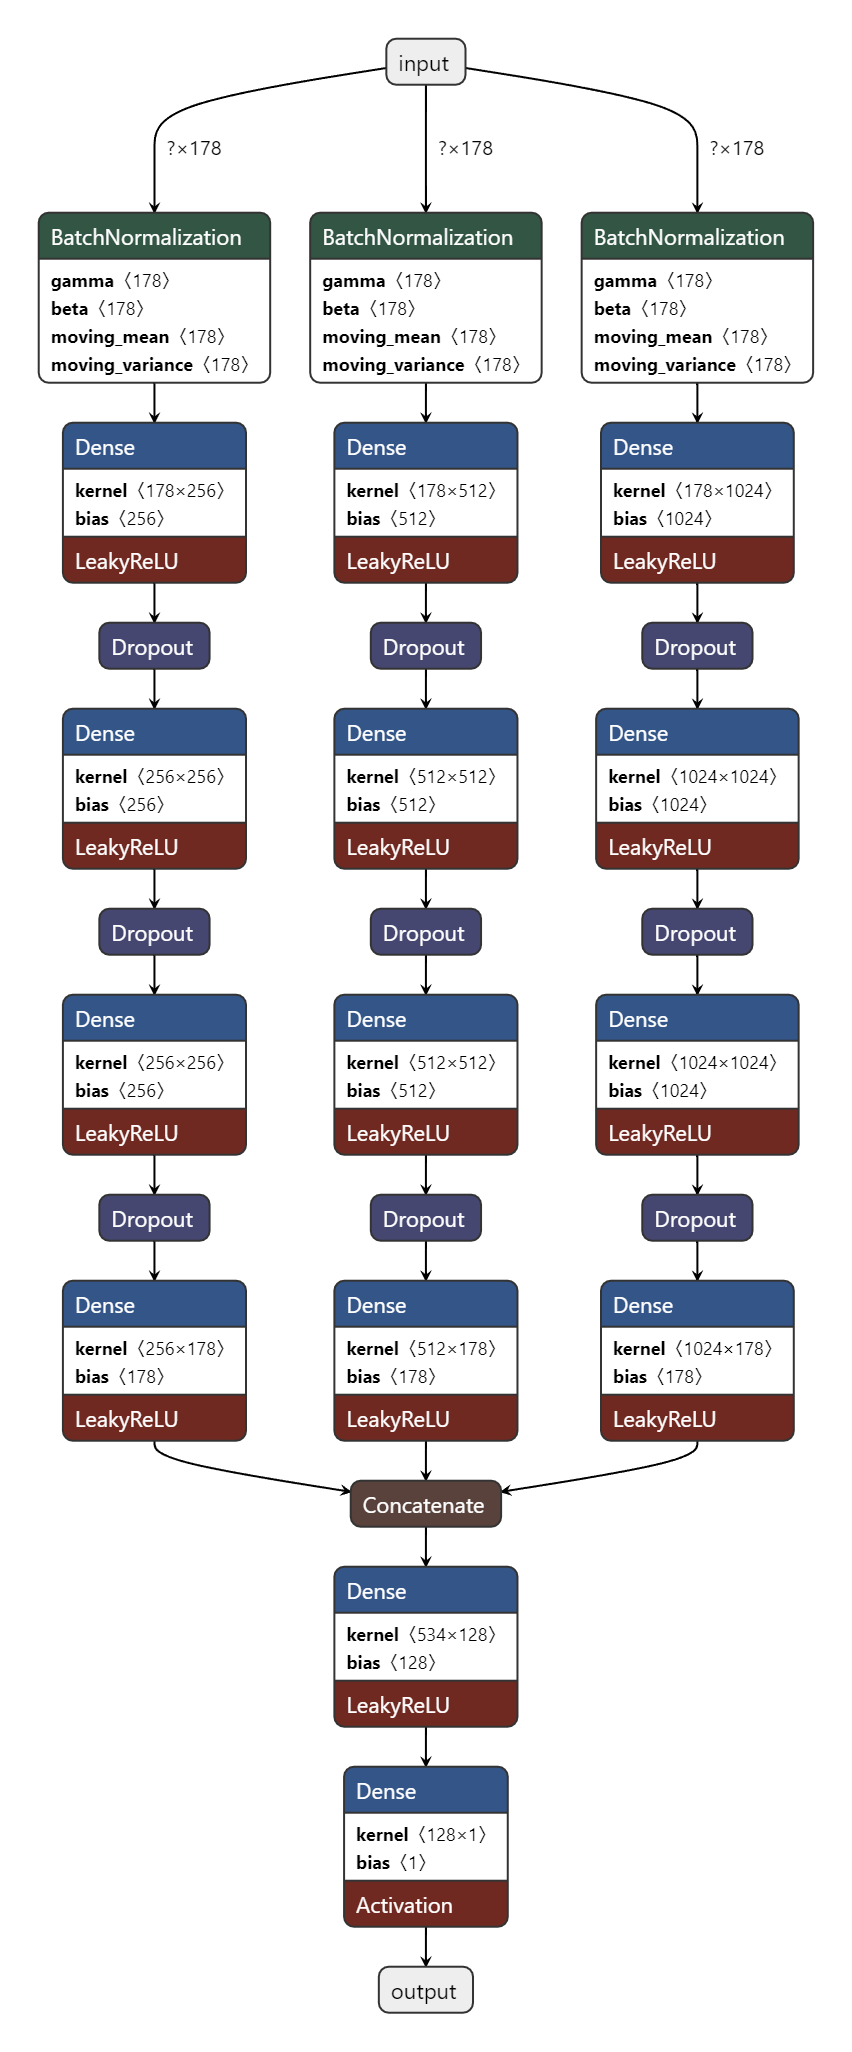 input
?×178
?×178
?×178
BatchNormalization
gamma〈178〉
beta〈178〉
moving_mean〈178〉
moving_variance〈178〉
BatchNormalization
gamma〈178〉
beta〈178〉
moving_mean〈178〉
moving_variance〈178〉
BatchNormalization
gamma〈178〉
beta〈178〉
moving_mean〈178〉
moving_variance〈178〉
Dense
kernel〈178×256〉
bias〈256〉
LeakyReLU
Dense
kernel〈178×512〉
bias〈512〉
LeakyReLU
Dense
kernel〈178×1024〉
bias〈1024〉
LeakyReLU
Dropout
Dropout
Dropout
Dense
kernel〈256×256〉
bias〈256〉
LeakyReLU
Dense
kernel〈512×512〉
bias〈512〉
LeakyReLU
Dense
kernel〈1024×1024〉
bias〈1024〉
LeakyReLU
Dropout
Dropout
Dropout
Dense
kernel〈256×256〉
bias〈256〉
LeakyReLU
Dense
kernel〈512×512〉
bias〈512〉
LeakyReLU
Dense
kernel〈1024×1024〉
bias〈1024〉
LeakyReLU
Dropout
Dropout
Dropout
Dense
kernel〈256×178〉
bias〈178〉
LeakyReLU
Dense
kernel〈512×178〉
bias〈178〉
LeakyReLU
Dense
kernel〈1024×178〉
bias〈178〉
LeakyReLU
Concatenate
Dense
kernel〈534×128〉
bias〈128〉
LeakyReLU
Dense
kernel〈128×1〉
bias〈1〉
Activation
output